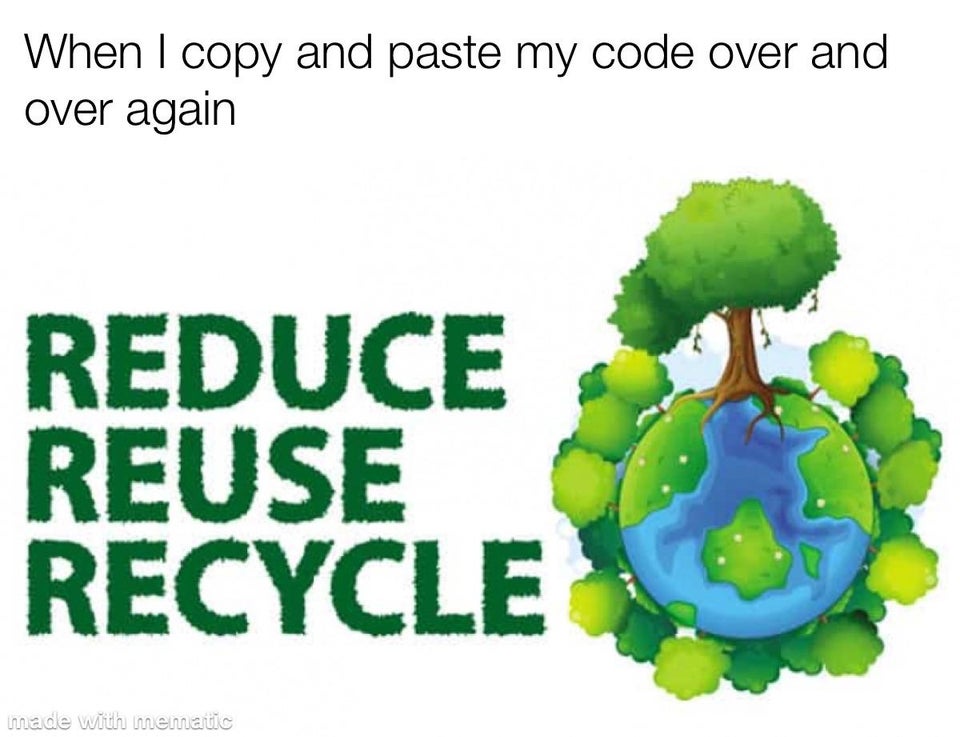 When I copy and paste my code over and
over again
REDUCE
REUSE
RECYCLE
made with mematic